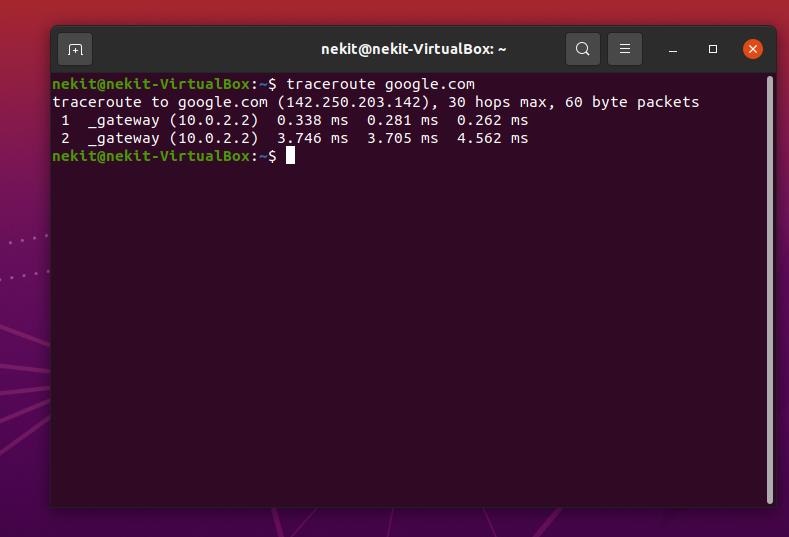 nekit@nekit-VirtualBox: ~
nekit@nekit-VirtualBox:~$ traceroute google.com
traceroute to google.com (142.250.203.142), 30 hops max, 60 byte packets
 1  _gateway (10.0.2.2)  0.338 ms  0.281 ms  0.262 ms
 2  _gateway (10.0.2.2)  3.746 ms  3.705 ms  4.562 ms
nekit@nekit-VirtualBox:~$